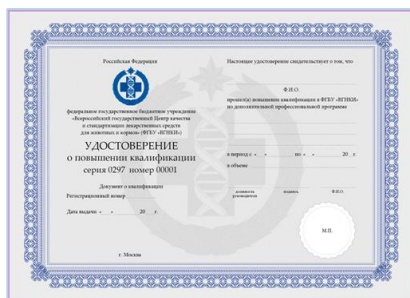 Российская Федерация
федеральное государственное бюджетное учреждение
«Всероссийский государственный Центр качества
и стандартизации лекарственных средств
для животных и кормов» (ФГБУ «ВГНКИ»)
УДОСТОВЕРЕНИЕ
о повышении квалификации
серия 0297 номер 00001
Документ о квалификации
Регистрационный номер
Дата выдачи « » 20 г.
г. Москва
Настоящее удостоверение свидетельствует о том, что
Ф.И.О.
прошел(а) повышение квалификации в ФГБУ «ВГНКИ»
по дополнительной профессиональной программе
в период с « » по « » 20 г.
в объеме
должность подпись Ф.И.О.
руководителя
М.П.